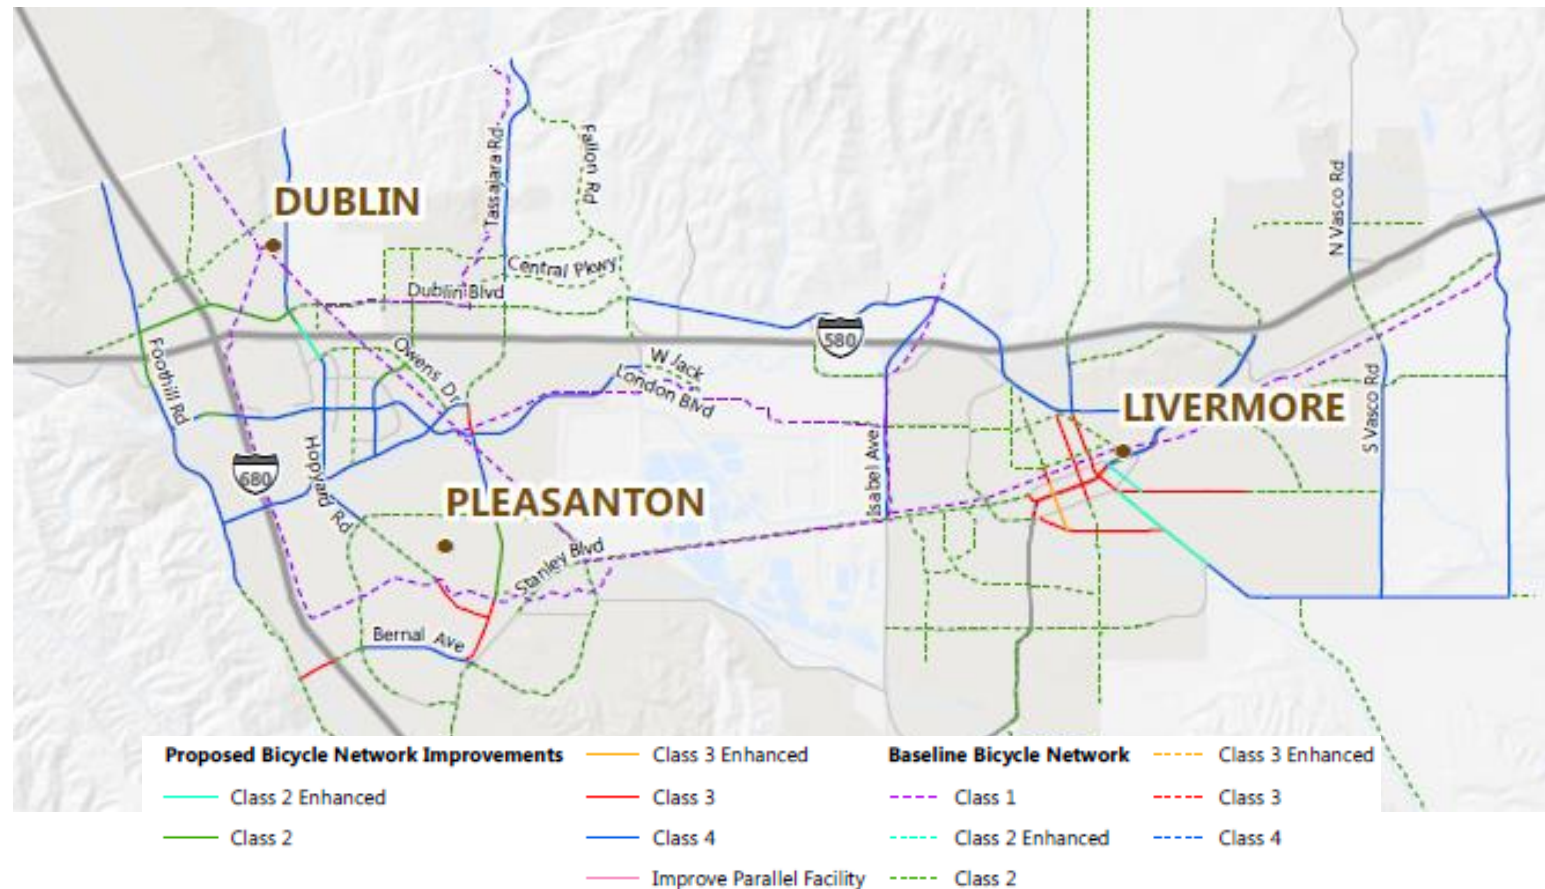 DUBLIN
Tassajara Rd
Fallon Rd
N Vasco Rd
Central Pkwy
Dublin Blvd
580
Foothill Rd
Owens Dr
W Jack
London Blvd
LIVERMORE
S Vasco Rd
Isabel Ave
680
Hopyard Rd
PLEASANTON
Stanley Blvd
Bernal Ave
Proposed Bicycle Network Improvements
Class 2 Enhanced
Class 2
Class 3 Enhanced
Class 3
Class 4
Improve Parallel Facility
Baseline Bicycle Network
Class 1
Class 2 Enhanced
Class 2
Class 3 Enhanced
Class 3
Class 4